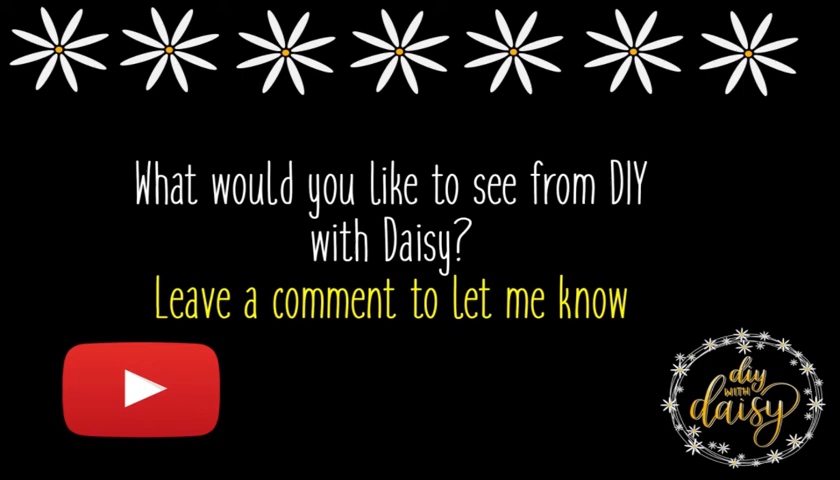 What would you like to see from DIY
with Daisy?
Leave a comment to let me know
diy
WITH
daisy